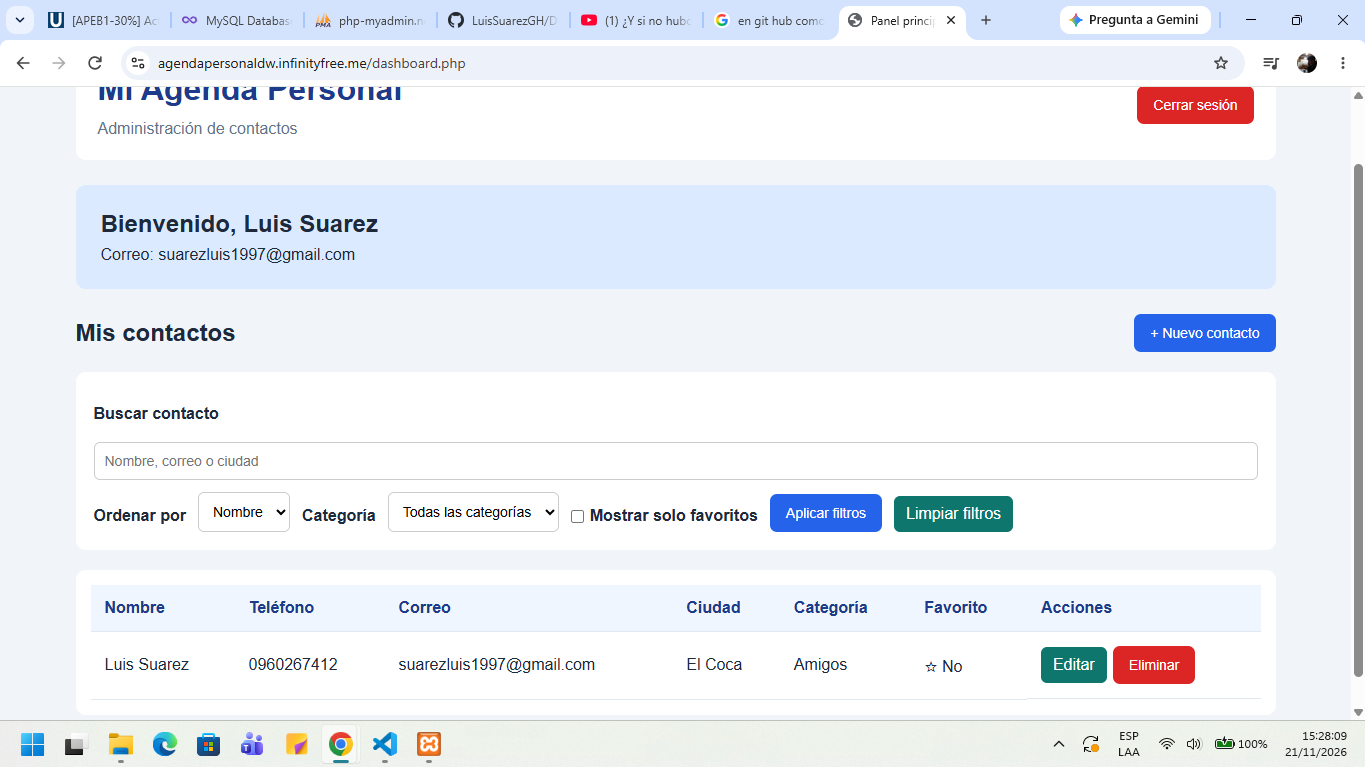 [APEB1-30%] Ac
MySQL Databas
php-myadmin.n
LuisSuarezGH/D
(1) ¿Y si no hubo
en git hub como
Panel princip
Pregunta a Gemini
agendapersonaldw.infinityfree.me/dashboard.php
Mi Agenda Personal
Administración de contactos
Cerrar sesión
Bienvenido, Luis Suarez
Correo: suarezluis1997@gmail.com
Mis contactos
+ Nuevo contacto
Buscar contacto
Nombre, correo o ciudad
Ordenar por Nombre Categoría Todas las categorías Mostrar solo favoritos Aplicar filtros Limpiar filtros
Nombre Teléfono Correo Ciudad Categoría Favorito Acciones
Luis Suarez 0960267412 suarezluis1997@gmail.com El Coca Amigos ☆ No Editar Eliminar
ESP
LAA
100%
15:28:09
21/11/2026